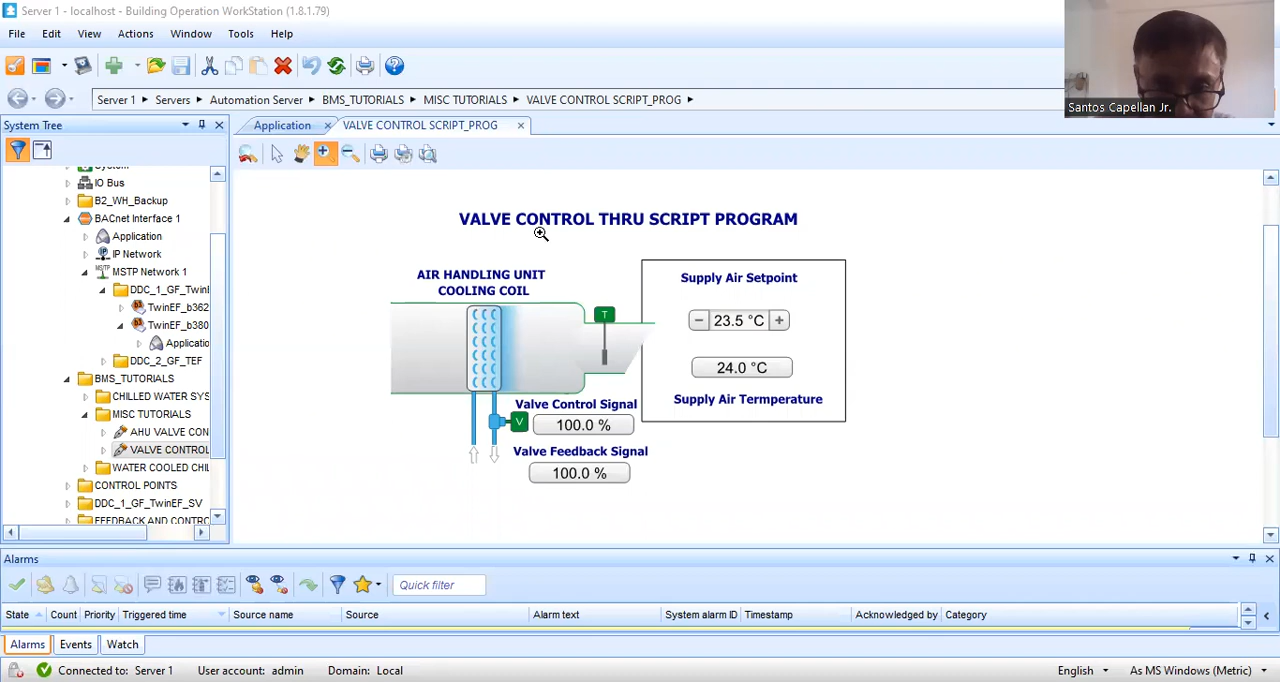 Server 1 - localhost - Building Operation WorkStation (1.8.1.79)
File Edit View Actions Window Tools Help
Santos Capellan Jr.
Server 1 Servers Automation Server BMS_TUTORIALS MISC TUTORIALS VALVE CONTROL SCRIPT_PROG
System Tree
Application VALVE CONTROL SCRIPT_PROG
IO Bus
B2_WH_Backup
BACnet Interface 1
Application
IP Network
MSTP Network 1
DDC_1_GF_TwinE
TwinEF_b362
TwinEF_b380
Applicatio
DDC_2_GF_TEF
BMS_TUTORIALS
CHILLED WATER SYS
MISC TUTORIALS
AHU VALVE CON
VALVE CONTROL
WATER COOLED CHIL
CONTROL POINTS
DDC_1_GF_TwinEF_SV
FEEDBACK AND CONTRO
VALVE CONTROL THRU SCRIPT PROGRAM
AIR HANDLING UNIT
COOLING COIL
T
Supply Air Setpoint
23.5 °C
24.0 °C
Supply Air Termperature
Valve Control Signal
V
100.0 %
Valve Feedback Signal
100.0 %
Alarms
Quick filter
State Count Priority Triggered time Source name Source Alarm text System alarm ID Timestamp Acknowledged by Category
Alarms Events Watch
Connected to: Server 1 User account: admin Domain: Local English As MS Windows (Metric)